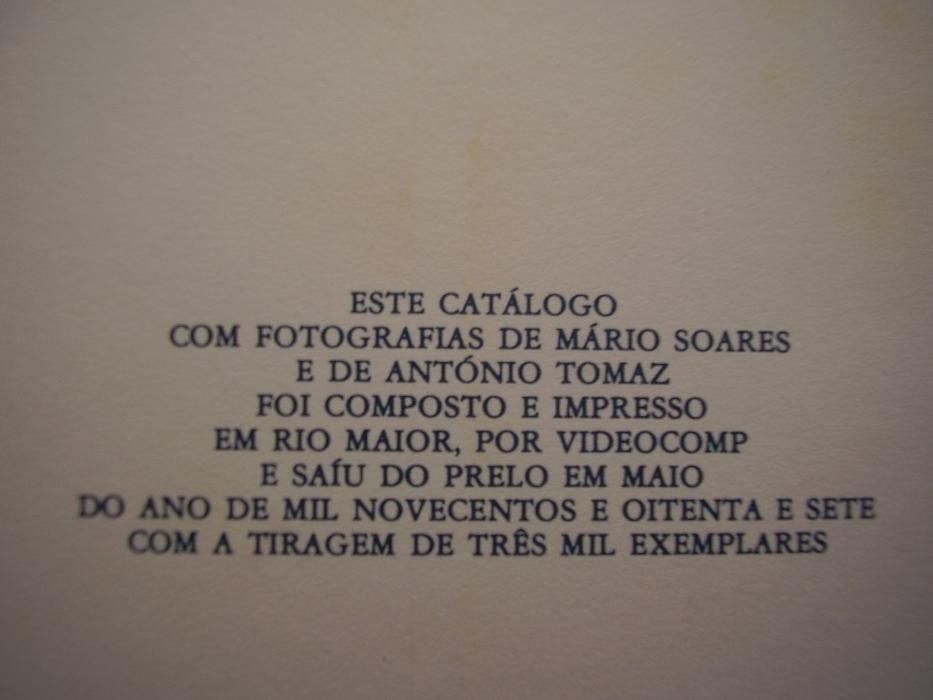 ESTE CATÁLOGO
COM FOTOGRAFIAS DE MÁRIO SOARES
E DE ANTÓNIO TOMAZ
FOI COMPOSTO E IMPRESSO
EM RIO MAIOR, POR VIDEOCOMP
E SAÍU DO PRELO EM MAIO
DO ANO DE MIL NOVECENTOS E OITENTA E SETE
COM A TIRAGEM DE TRÊS MIL EXEMPLARES